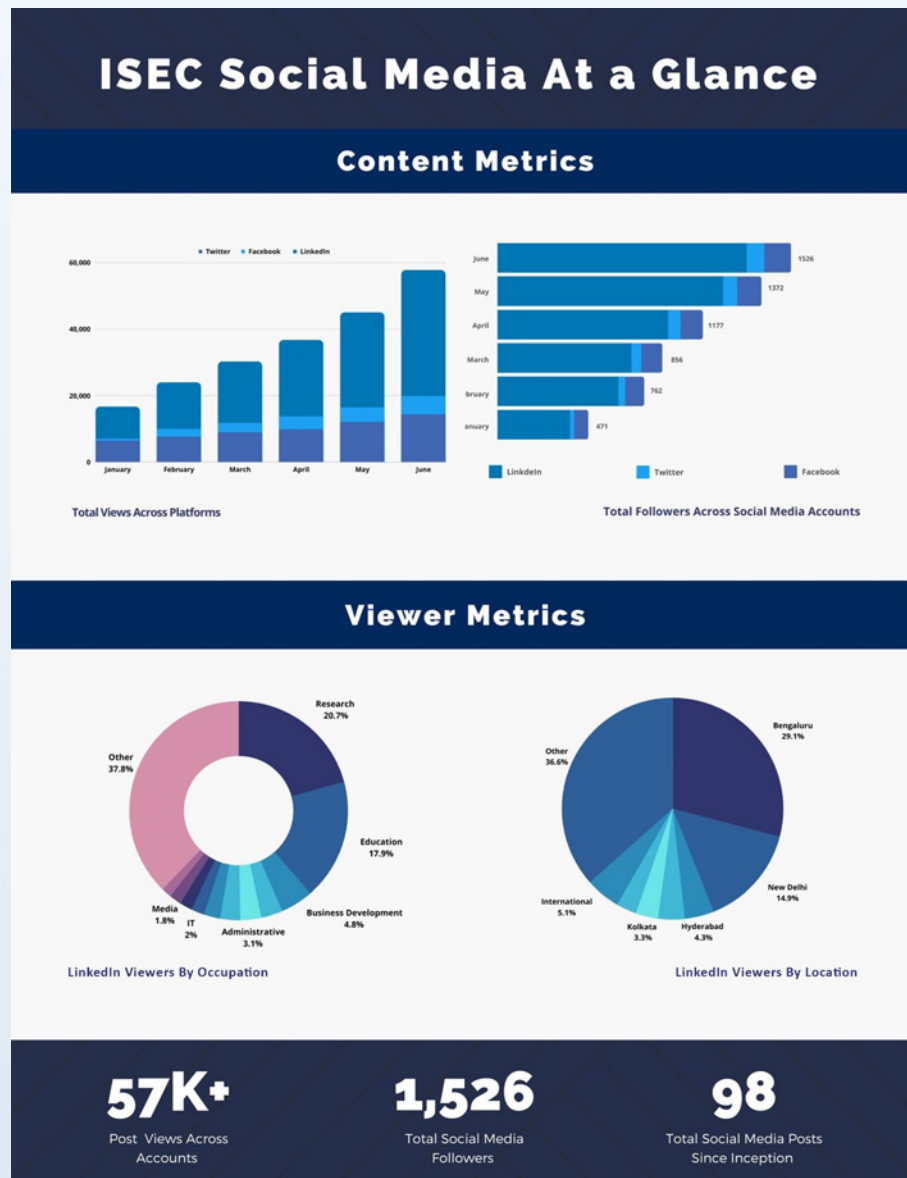 ISEC Social Media At a Glance
Content Metrics
Twitter Facebook LinkedIn
60,000
40,000
20,000
0
January February March April May June
Total Views Across Platforms
June 1526
May 1372
April 1177
March 856
bruary 762
anuary 471
LinkdeIn Twitter Facebook
Total Followers Across Social Media Accounts
Viewer Metrics
Research
20.7%
Education
17.9%
Business Development
4.8%
Administrative
3.1%
IT
2%
Media
1.8%
Other
37.8%
LinkedIn Viewers By Occupation
Bengaluru
29.1%
New Delhi
14.9%
Hyderabad
4.3%
Kolkata
3.3%
International
5.1%
Other
36.6%
LinkedIn Viewers By Location
57K+
Post Views Across
Accounts
1,526
Total Social Media
Followers
98
Total Social Media Posts
Since Inception